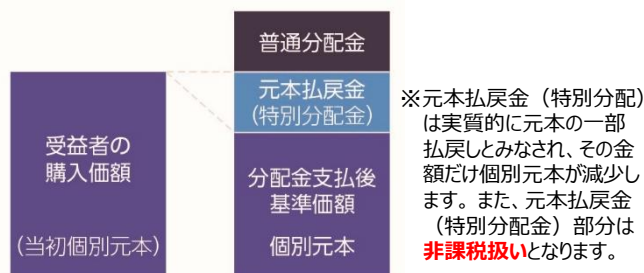 普通分配金
元本払戻金
(特別分配金)
受益者の
購入価額
(当初個別元本)
分配金支払後
基準価額
個別元本
※元本払戻金（特別分配）
は実質的に元本の一部
払戻しとみなされ、その金
額だけ個別元本が減少し
ます。また、元本払戻金
（特別分配金）部分は
非課税扱いとなります。